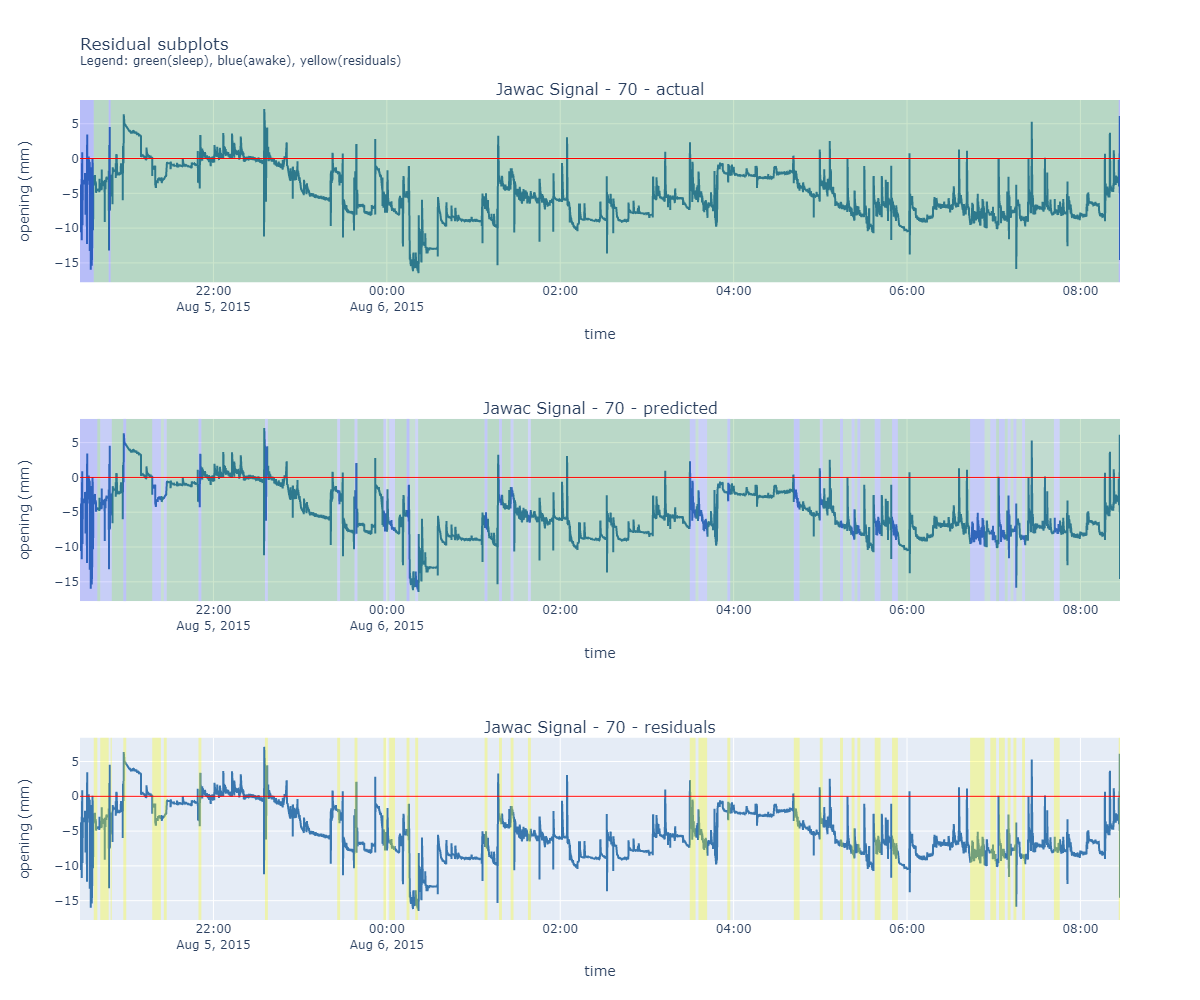 Residual subplots
Legend: green(sleep), blue(awake), yellow(residuals)
Jawac Signal - 70 - actual
opening (mm)
5
0
−5
−10
−15
22:00
Aug 5, 2015
00:00
Aug 6, 2015
02:00
04:00
06:00
08:00
time
Jawac Signal - 70 - predicted
opening (mm)
5
0
−5
−10
−15
22:00
Aug 5, 2015
00:00
Aug 6, 2015
02:00
04:00
06:00
08:00
time
Jawac Signal - 70 - residuals
opening (mm)
5
0
−5
−10
−15
22:00
Aug 5, 2015
00:00
Aug 6, 2015
02:00
04:00
06:00
08:00
time